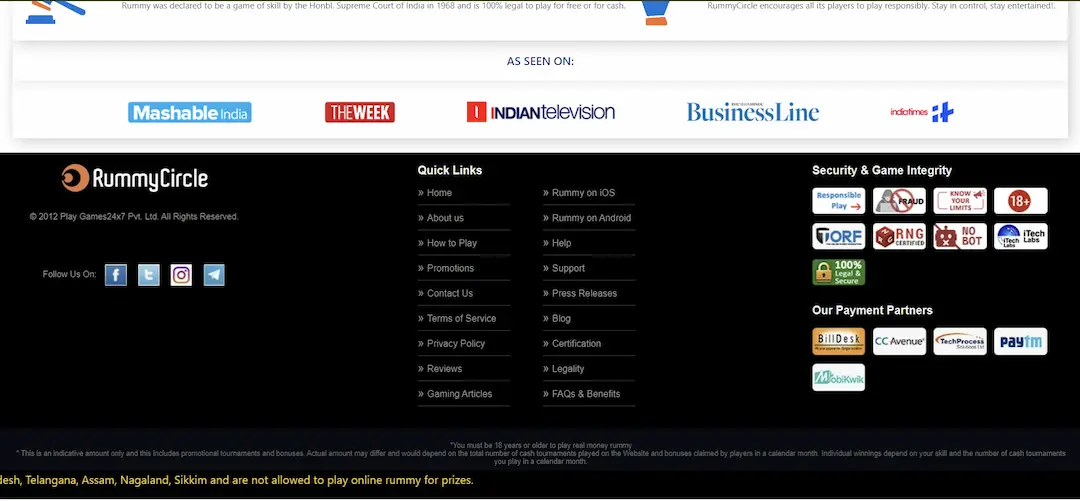 Rummy was declared to be a game of skill by the Honbl. Supreme Court of India in 1968 and is 100% legal to play for free or for cash.
RummyCircle encourages all its players to play responsibly. Stay in control, stay entertained!.
AS SEEN ON:
Mashable India
THE WEEK
INDIANtelevision
BusinessLine
indiatimes
RummyCircle
© 2012 Play Games24x7 Pvt. Ltd. All Rights Reserved.
Follow Us On:
Quick Links
» Home
» About us
» How to Play
» Promotions
» Contact Us
» Terms of Service
» Privacy Policy
» Reviews
» Gaming Articles
» Rummy on iOS
» Rummy on Android
» Help
» Support
» Press Releases
» Blog
» Certification
» Legality
» FAQs & Benefits
Security & Game Integrity
Responsible
Play
FRAUD
KNOW
YOUR
LIMITS
18+
TORF
RNG
CERTIFIED
NO
BOT
iTech
Labs
100%
Legal &
Secure
Our Payment Partners
BillDesk
CCAvenue
TechProcess
paytm
MobiKwik
*You must be 18 years or older to play real money rummy
* This is an indicative amount only and this includes promotional tournaments and bonuses. Actual amount may differ and would depend on the total number of cash tournaments played on the Website and bonuses claimed by players in a calendar month. Individual winnings depend on your skill and the number of cash tournaments
you play in a calendar month.
desh, Telangana, Assam, Nagaland, Sikkim and are not allowed to play online rummy for prizes.